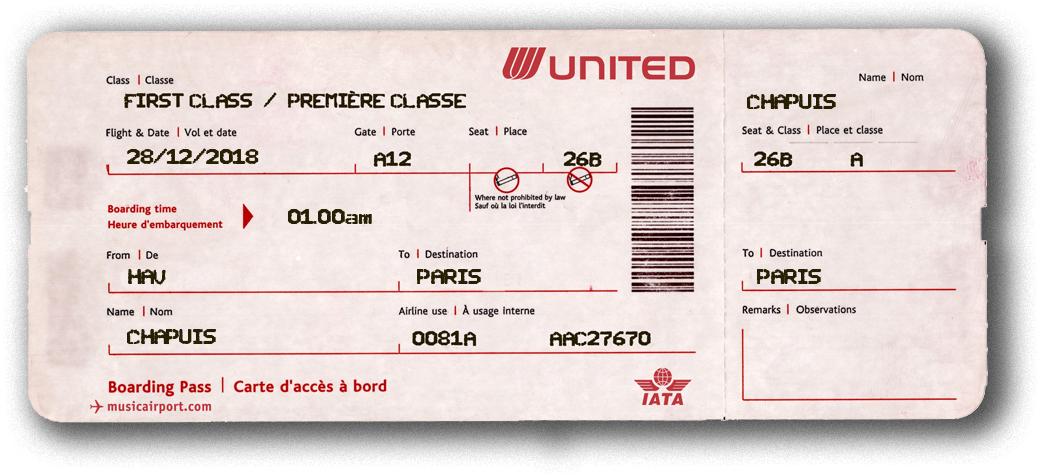 UNITED
Class | Classe
FIRST CLASS / PREMIÈRE CLASSE
Flight & Date | Vol et date
Gate | Porte
Seat | Place
28/12/2018
A12
26B
Where not prohibited by law
Sauf où la loi l'interdit
Boarding time
Heure d'embarquement
01.00am
From | De
To | Destination
HAV
PARIS
Name | Nom
Airline use | À usage interne
CHAPUIS
0081A
AAC27670
Boarding Pass | Carte d'accès à bord
musicairport.com
IATA
Name | Nom
CHAPUIS
Seat & Class | Place et classe
26B A
To | Destination
PARIS
Remarks | Observations